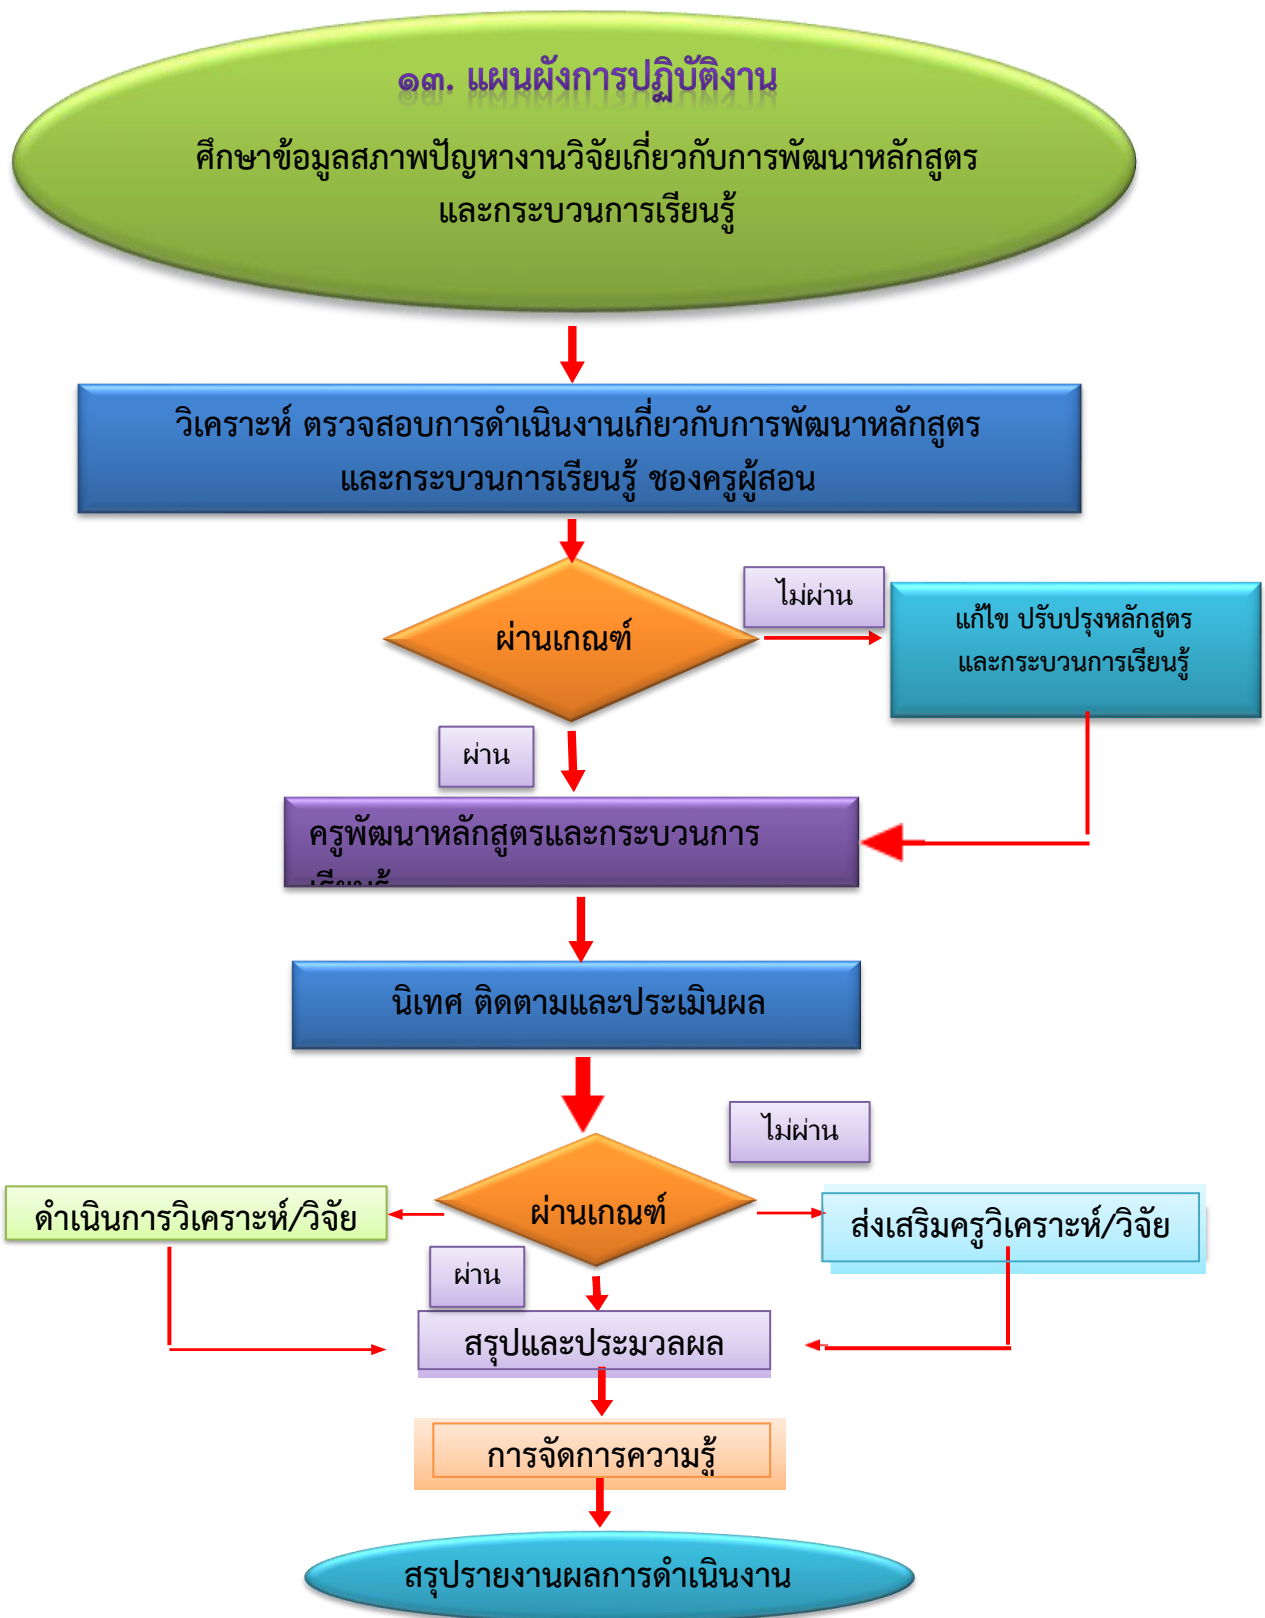 ๑๓. แผนผังการปฏิบัติงาน
ศึกษาข้อมูลสภาพปัญหางานวิจัยเกี่ยวกับการพัฒนาหลักสูตร
และกระบวนการเรียนรู้
วิเคราะห์ ตรวจสอบการดำเนินงานเกี่ยวกับการพัฒนาหลักสูตร
และกระบวนการเรียนรู้ ชองครูผู้สอน
ผ่านเกณฑ์
ไม่ผ่าน
แก้ไข ปรับปรุงหลักสูตร
และกระบวนการเรียนรู้
ผ่าน
ครูพัฒนาหลักสูตรและกระบวนการ
เรียนรู้
นิเทศ ติดตามและประเมินผล
ไม่ผ่าน
ดำเนินการวิเคราะห์/วิจัย
ผ่านเกณฑ์
ส่งเสริมครูวิเคราะห์/วิจัย
ผ่าน
สรุปและประมวลผล
การจัดการความรู้
สรุปรายงานผลการดำเนินงาน